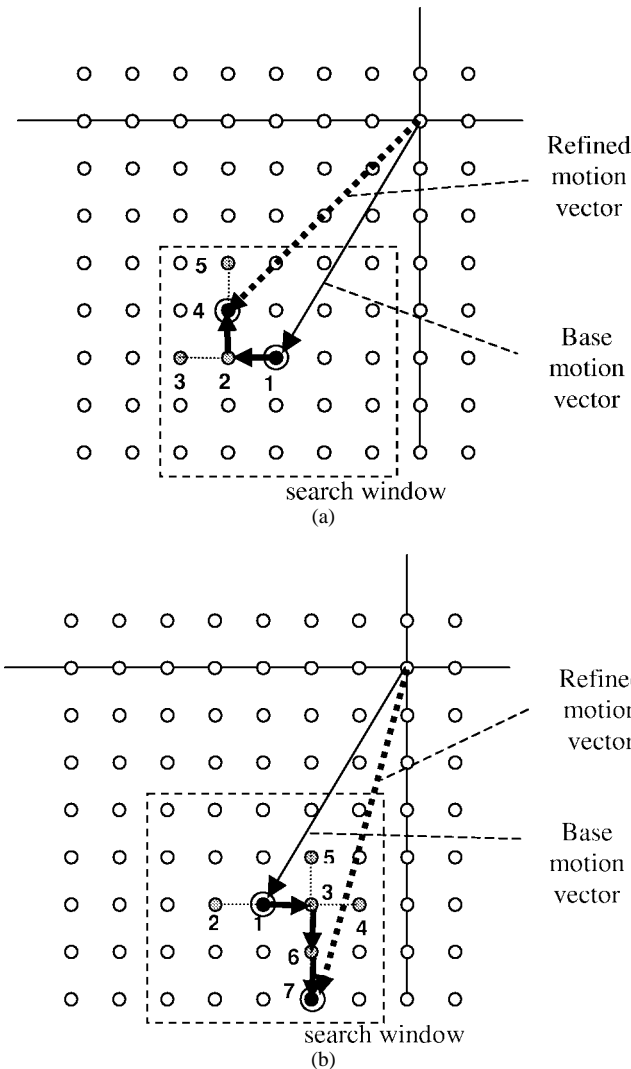 Refined
motion
vector
5
4
3 2 1
Base
motion
vector
search window
(a)
Refine
motion
vector
5
Base
motion
vector
2 1 3 4
6
7
search window
(b)